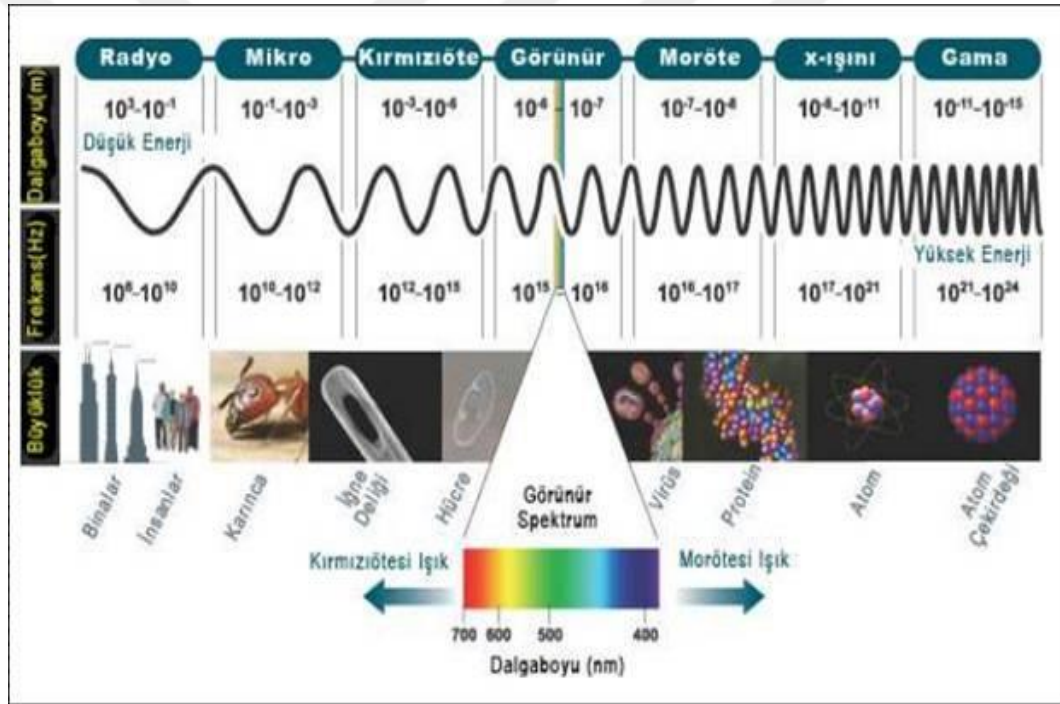 Radyo
Mikro
Kırmızıöte
Görünür
Moröte
x-ışını
Gama
Dalgaboyu(m)
10³-10⁻¹
10⁻¹-10⁻³
10⁻³-10⁻⁶
10⁻⁶ - 10⁻⁷
10⁻⁷-10⁻⁸
10⁻⁸-10⁻¹¹
10⁻¹¹-10⁻¹⁵
Düşük Enerji
Yüksek Enerji
Frekans(Hz)
10⁶-10¹⁰
10¹⁰-10¹²
10¹²-10¹⁵
10¹⁵ - 10¹⁶
10¹⁶-10¹⁷
10¹⁷-10²¹
10²¹-10²⁴
Büyüklük
Binalar
İnsanlar
Karınca
İğne
Deliği
Hücre
Virüs
Protein
Atom
Atom
Çekirdeği
Görünür
Spektrum
Kırmızıötesi Işık
Morötesi Işık
700 600 500 400
Dalgaboyu (nm)